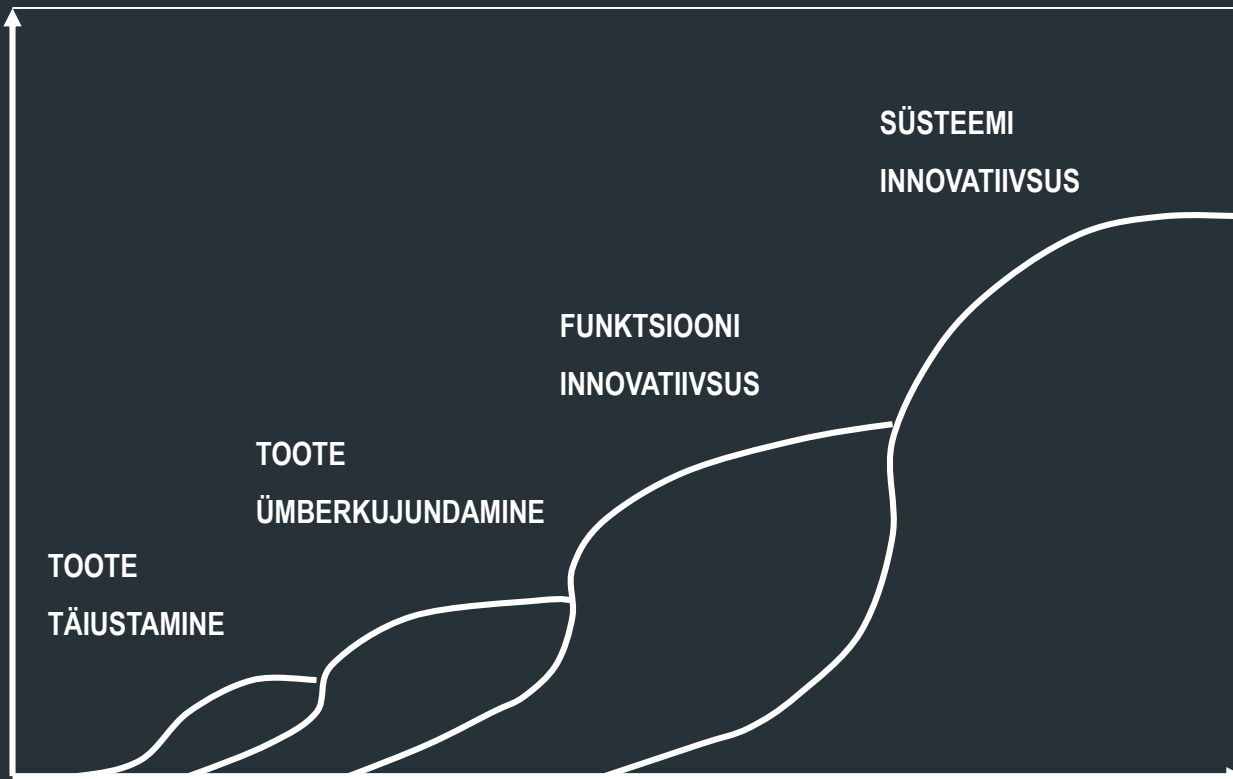 SÜSTEEMI
INNOVATIIVSUS
FUNKTSIOONI
INNOVATIIVSUS
TOOTE
ÜMBERKUJUNDAMINE
TOOTE
TÄIUSTAMINE